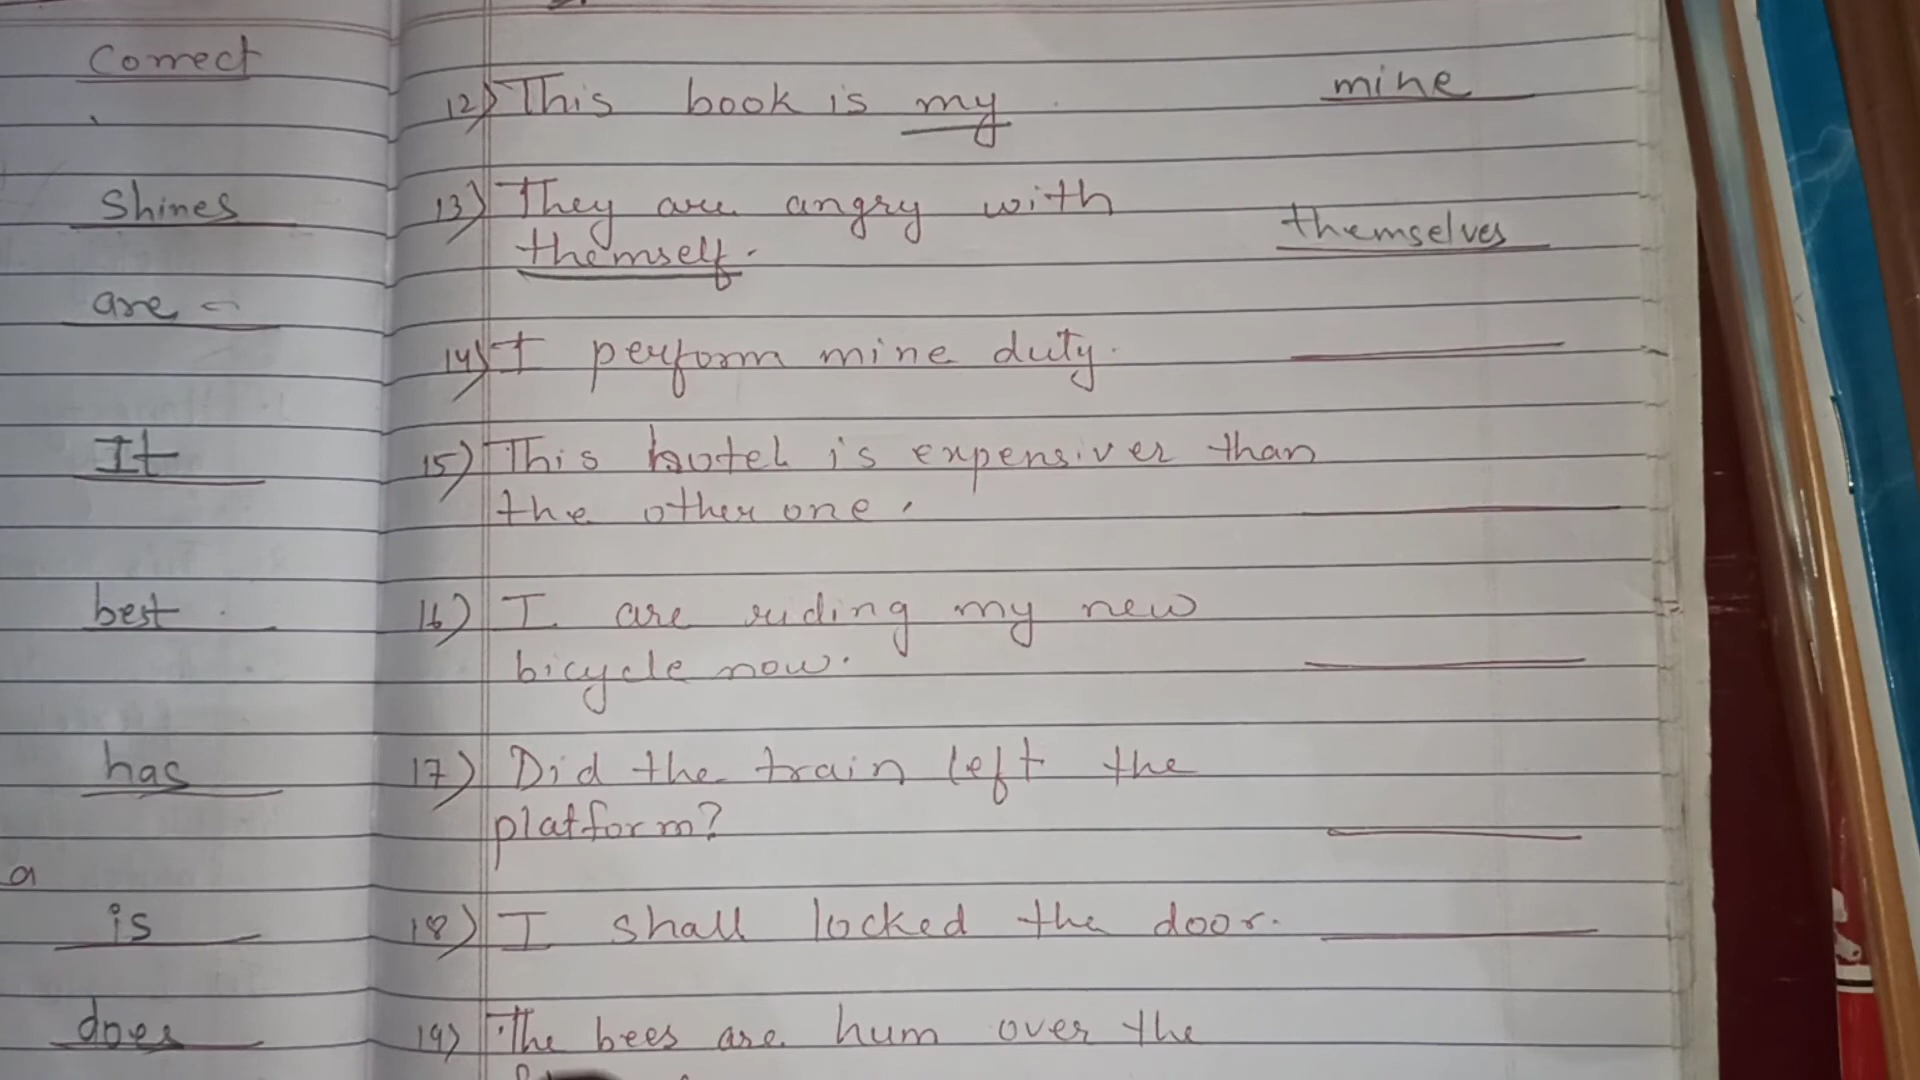 Correct
shines
are
It
best
has
a
is
does
12) This book is my mine
13) They are angry with
themself. themselves
14) I perform mine duty.
15) This hotel is expensiver than
the other one.
16) I are riding my new
bicycle now.
17) Did the train left the
platform?
18) I shall locked the door.
19) The bees are hum over the